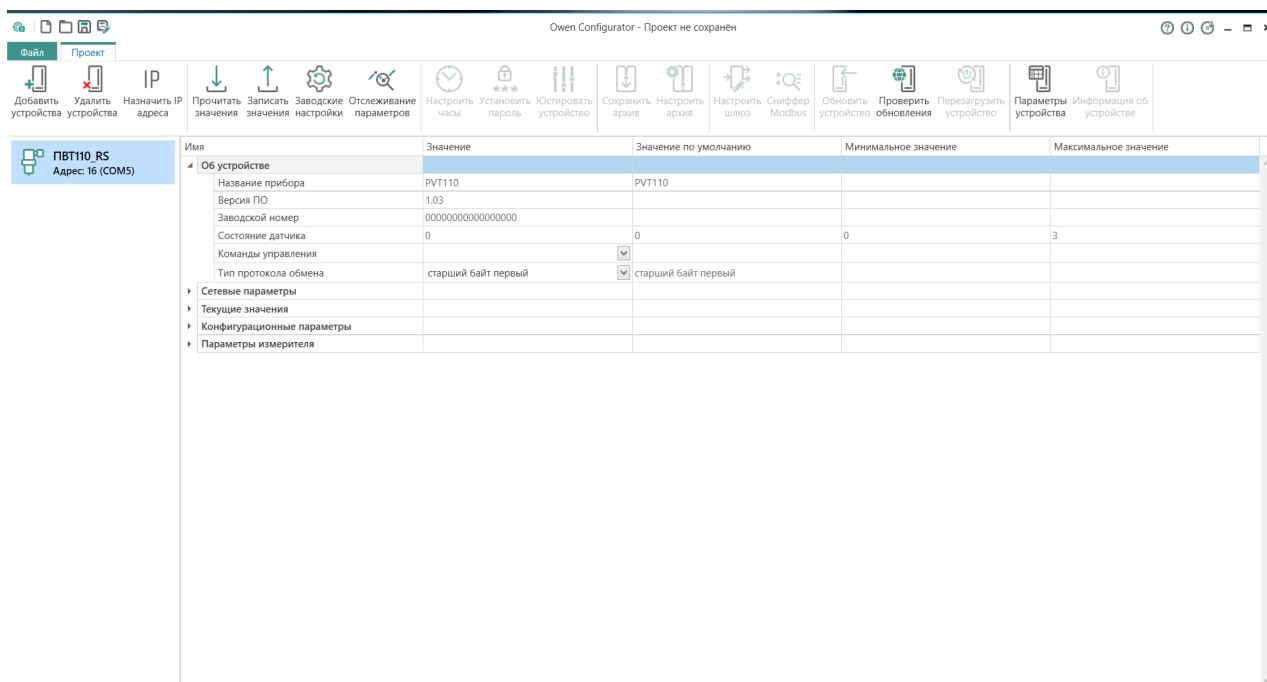 Owen Configurator - Проект не сохранён
Файл Проект
IP
Добавить устройства
Удалить устройства
Назначить IP адреса
Прочитать значения
Записать значения
Заводские настройки
Отслеживание параметров
Настроить часы
Установить пароль
Юстировать устройство
Сохранить архив
Настроить архив
Настроить шлюз
Сниффер Modbus
Обновить устройство
Проверить обновления
Перезагрузить устройство
Параметры устройства
Информация об устройстве
ПВТ110_RS
Адрес: 16 (COM5)
Имя Значение Значение по умолчанию Минимальное значение Максимальное значение
Об устройстве
Название прибора PVT110 PVT110
Версия ПО 1.03
Заводской номер 00000000000000000
Состояние датчика 0 0 0 3
Команды управления
Тип протокола обмена старший байт первый старший байт первый
Сетевые параметры
Текущие значения
Конфигурационные параметры
Параметры измерителя